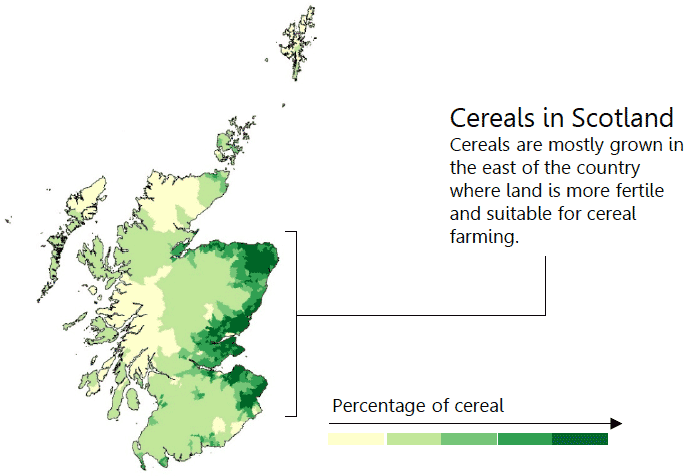 Cereals in Scotland
Cereals are mostly grown in
the east of the country
where land is more fertile
and suitable for cereal
farming.
Percentage of cereal